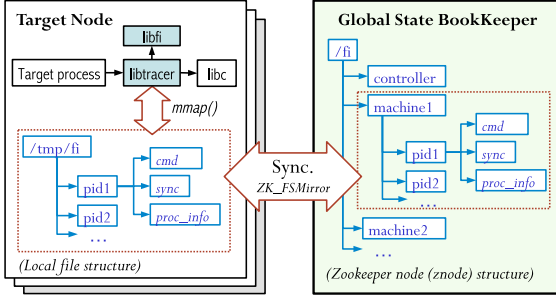 Target Node
libfi
Target process
libtracer
libc
mmap()
/tmp/fi
cmd
pid1
sync
pid2
proc_info
...
(Local file structure)
Sync.
ZK_FSMirror
Global State BookKeeper
/fi
controller
machine1
cmd
pid1
sync
pid2
proc_info
...
machine2
...
(Zookeeper node (znode) structure)